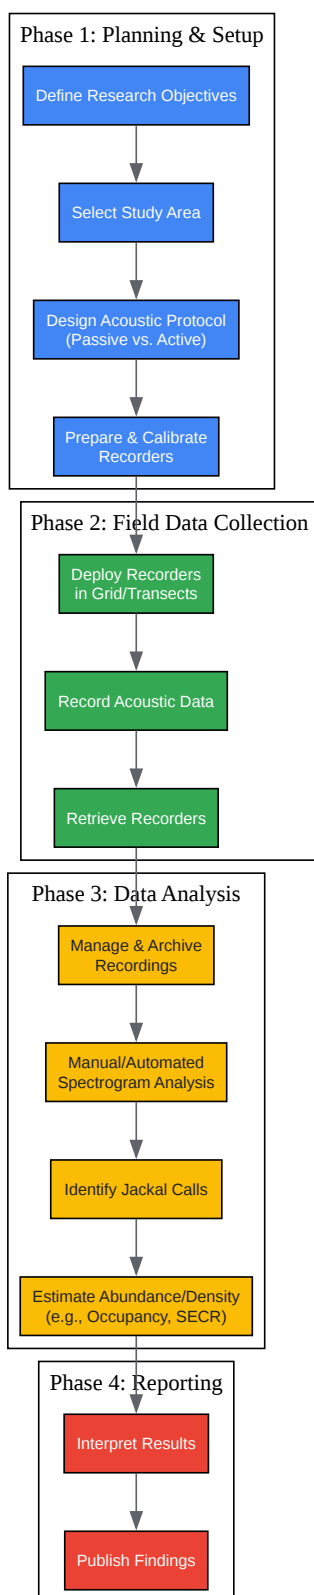 Phase 1: Planning & Setup
Define Research Objectives
Select Study Area
Design Acoustic Protocol
(Passive vs. Active)
Prepare & Calibrate
Recorders
Phase 2: Field Data Collection
Deploy Recorders
in Grid/Transects
Record Acoustic Data
Retrieve Recorders
Phase 3: Data Analysis
Manage & Archive
Recordings
Manual/Automated
Spectrogram Analysis
Identify Jackal Calls
Estimate Abundance/Density
(e.g., Occupancy, SECR)
Phase 4: Reporting
Interpret Results
Publish Findings